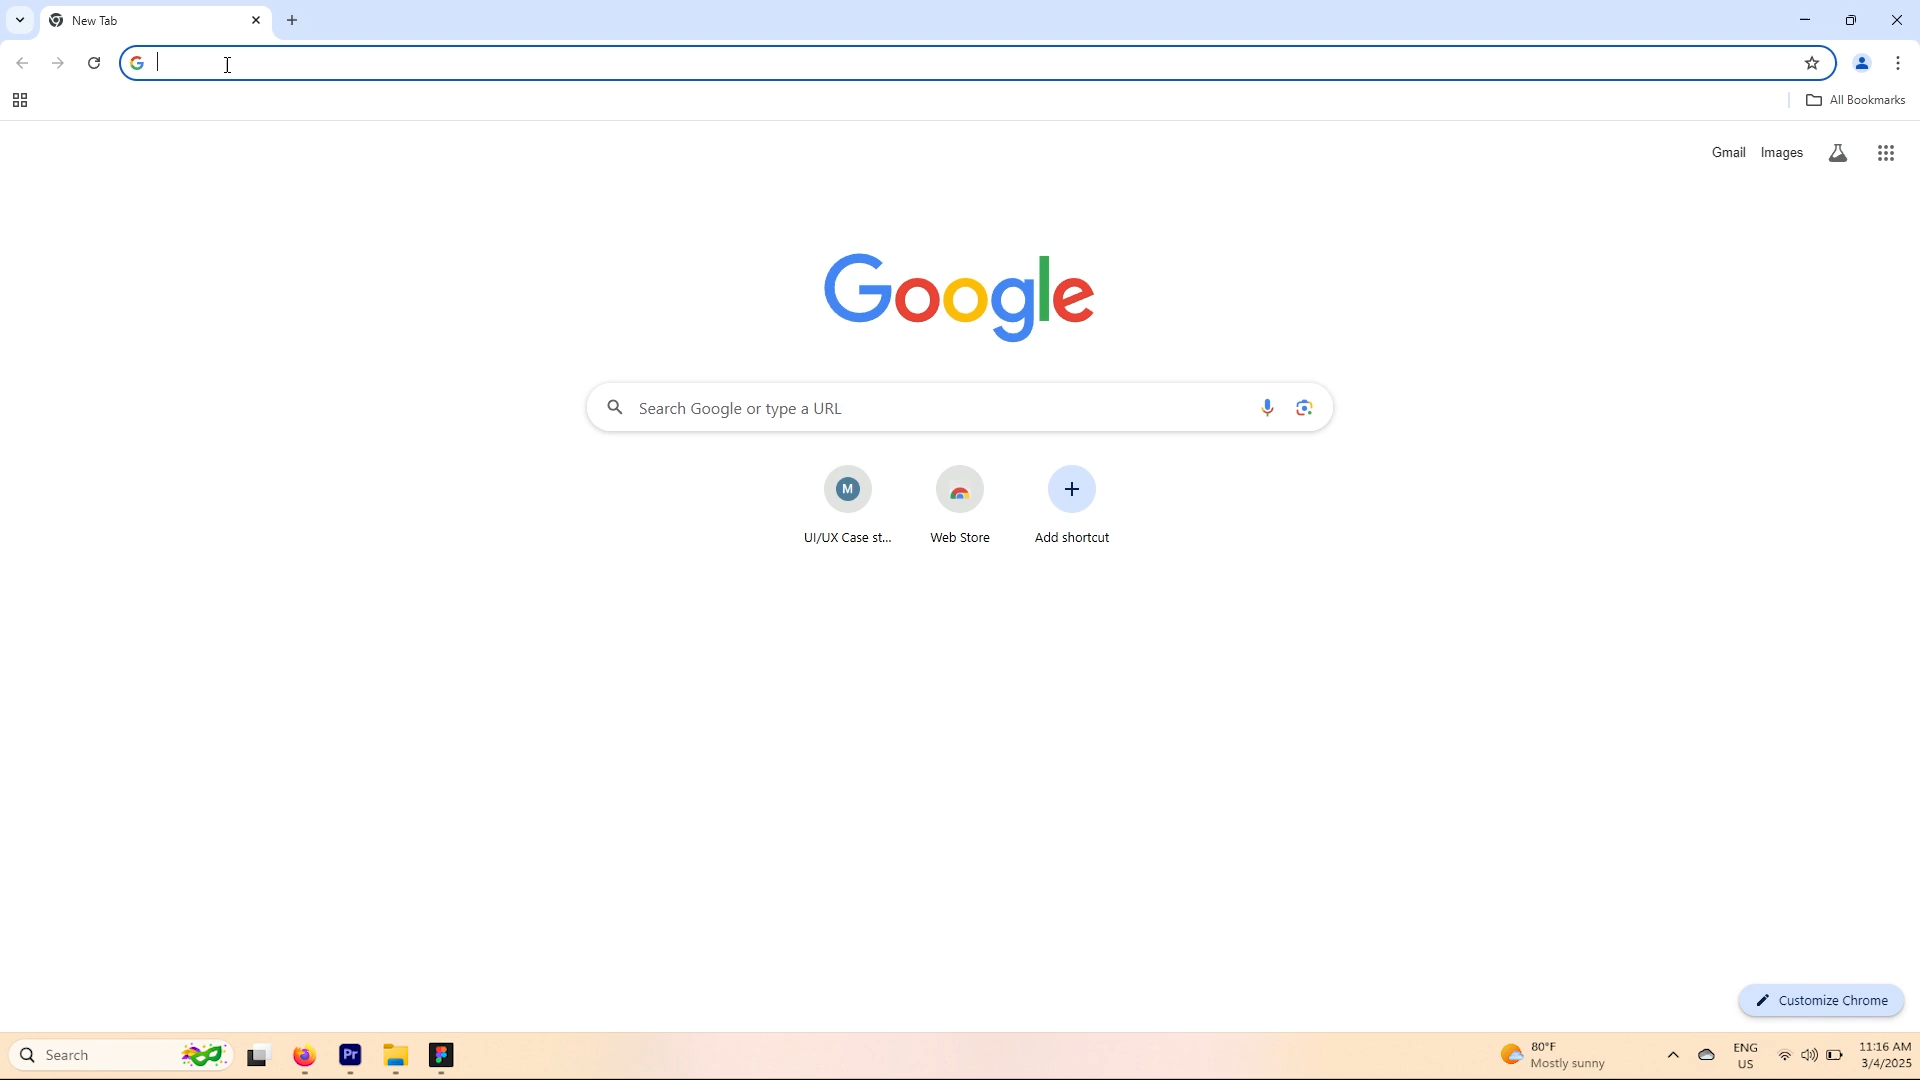 New Tab
All Bookmarks
Gmail Images
Google
Search Google or type a URL
M
UI/UX Case st... Web Store Add shortcut
Customize Chrome
Search
Pr
80°F
Mostly sunny
ENG
US
11:16 AM
3/4/2025